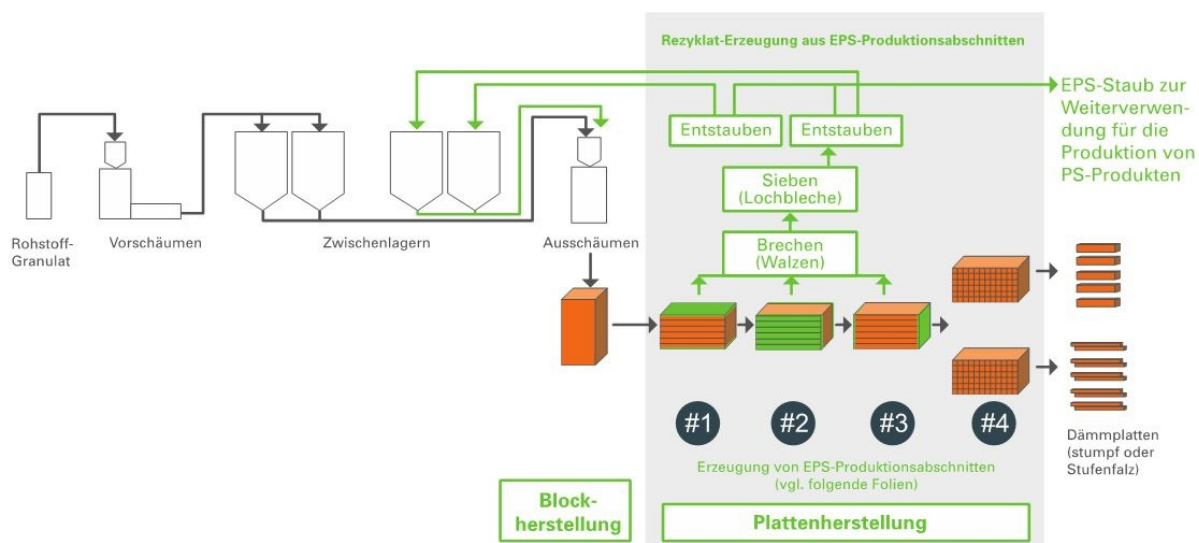 Rezyklat-Erzeugung aus EPS-Produktionsabschnitten
EPS-Staub zur
Weiterverwen-
dung für die
Produktion von
PS-Produkten
Entstauben
Entstauben
Sieben
(Lochbleche)
Brechen
(Walzen)
Rohstoff-
Granulat
Vorschäumen
Zwischenlagern
Ausschäumen
#1
#2
#3
#4
Dämmplatten
(stumpf oder
Stufenfalz)
Erzeugung von EPS-Produktionsabschnitten
(vgl. folgende Folien)
Block-
herstellung
Plattenherstellung